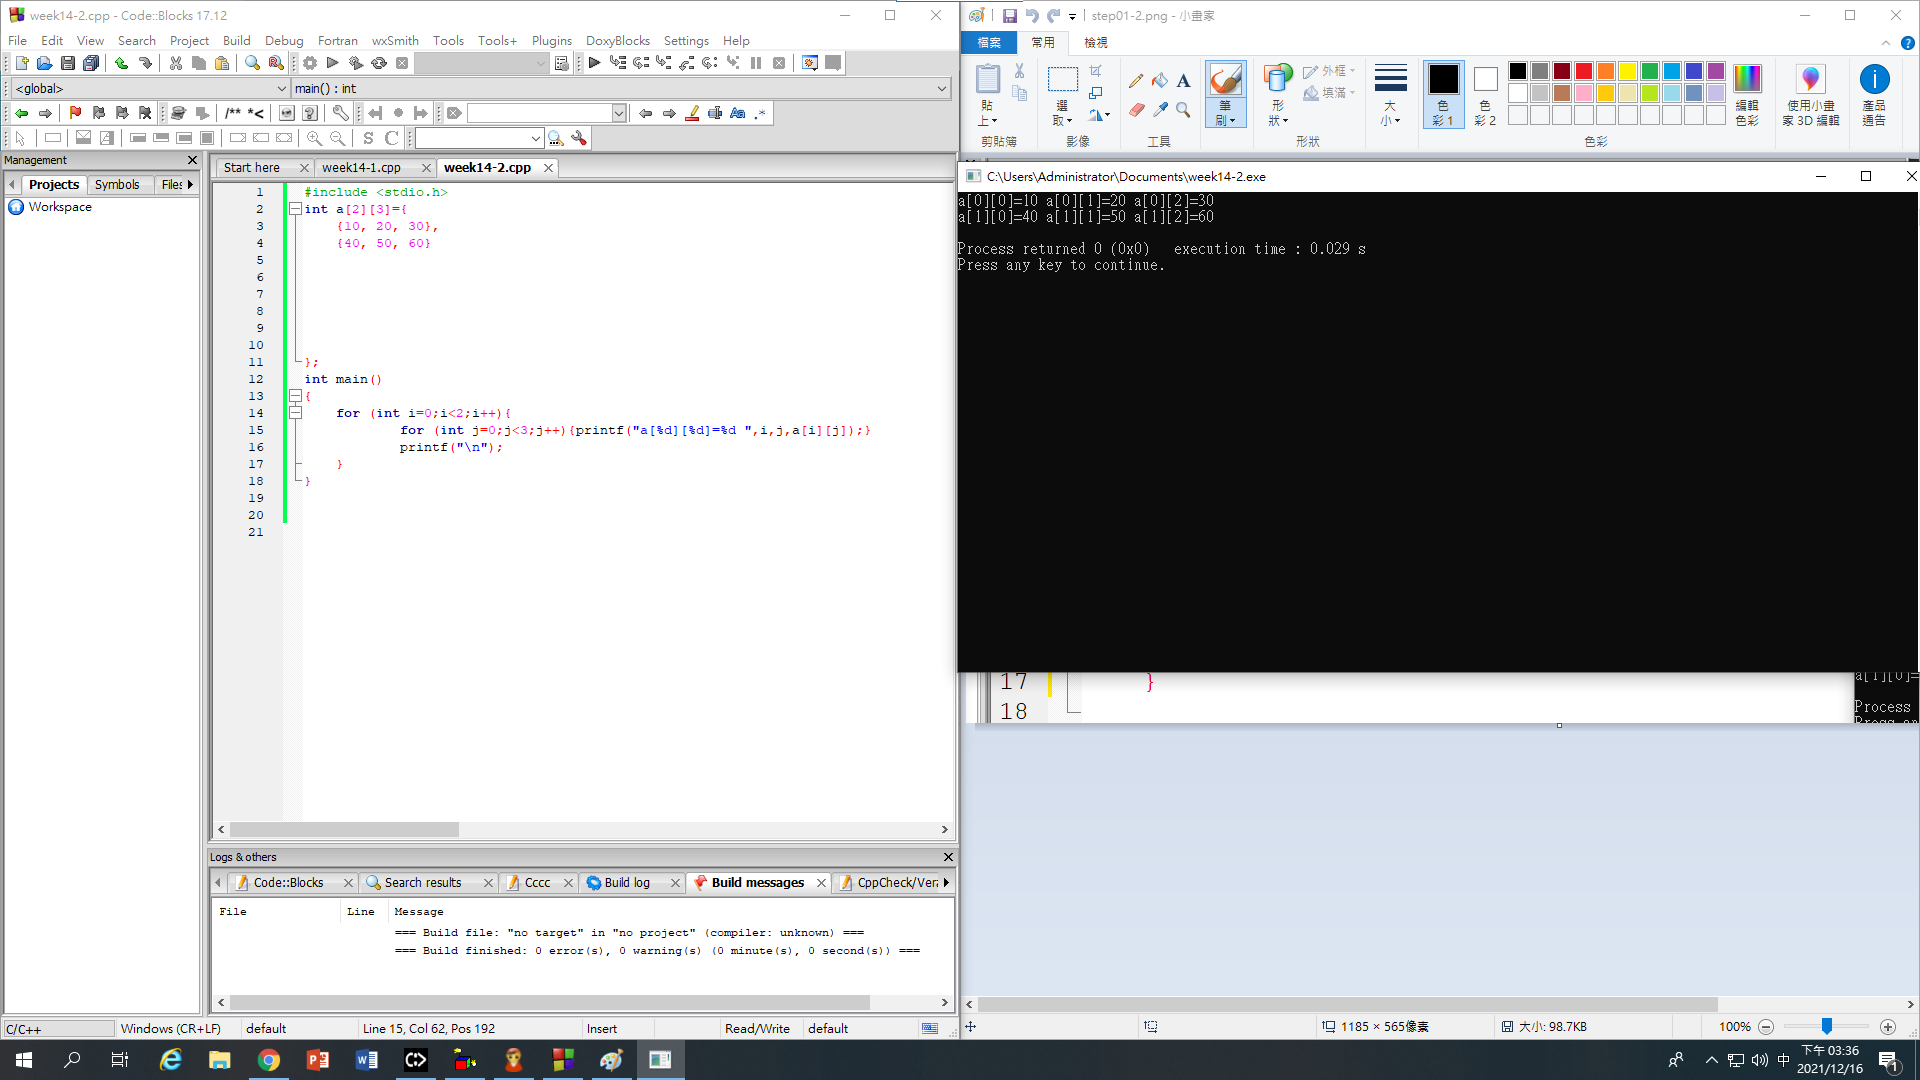 week14-2.cpp - Code::Blocks 17.12
File Edit View Search Project Build Debug Fortran wxSmith Tools Tools+ Plugins DoxyBlocks Settings Help
<global>
main() : int
/** *<
S C
Management
Projects Symbols Files
Workspace
Start here week14-1.cpp week14-2.cpp
1 #include <stdio.h>
2 int a[2][3]={
3 {10, 20, 30},
4 {40, 50, 60}
5
6
7
8
9
10
11 };
12 int main()
13 {
14 for (int i=0;i<2;i++){
15 for (int j=0;j<3;j++){printf("a[%d][%d]=%d ",i,j,a[i][j]);}
16 printf("\n");
17 }
18 }
19
20
21
Logs & others
Code::Blocks Search results Cccc Build log Build messages CppCheck/Vera
File Line Message
=== Build file: "no target" in "no project" (compiler: unknown) ===
=== Build finished: 0 error(s), 0 warning(s) (0 minute(s), 0 second(s)) ===
C/C++ Windows (CR+LF) default Line 15, Col 62, Pos 192 Insert Read/Write default
step01-2.png - 小畫家
檔案 常用 檢視
貼上
剪貼簿
選取
影像
A
工具
筆刷
形狀
外框
填滿
形狀
大小
色彩 1
色彩 2
編輯色彩
色彩
使用小畫家 3D 編輯
產品通告
C:\Users\Administrator\Documents\week14-2.exe
a[0][0]=10 a[0][1]=20 a[0][2]=30
a[1][0]=40 a[1][1]=50 a[1][2]=60
Process returned 0 (0x0)   execution time : 0.029 s
Press any key to continue.
17 }
18
a[1][0]=
Process
Press an
1185 × 565像素
大小: 98.7KB
100%
中
下午 03:36
2021/12/16
1